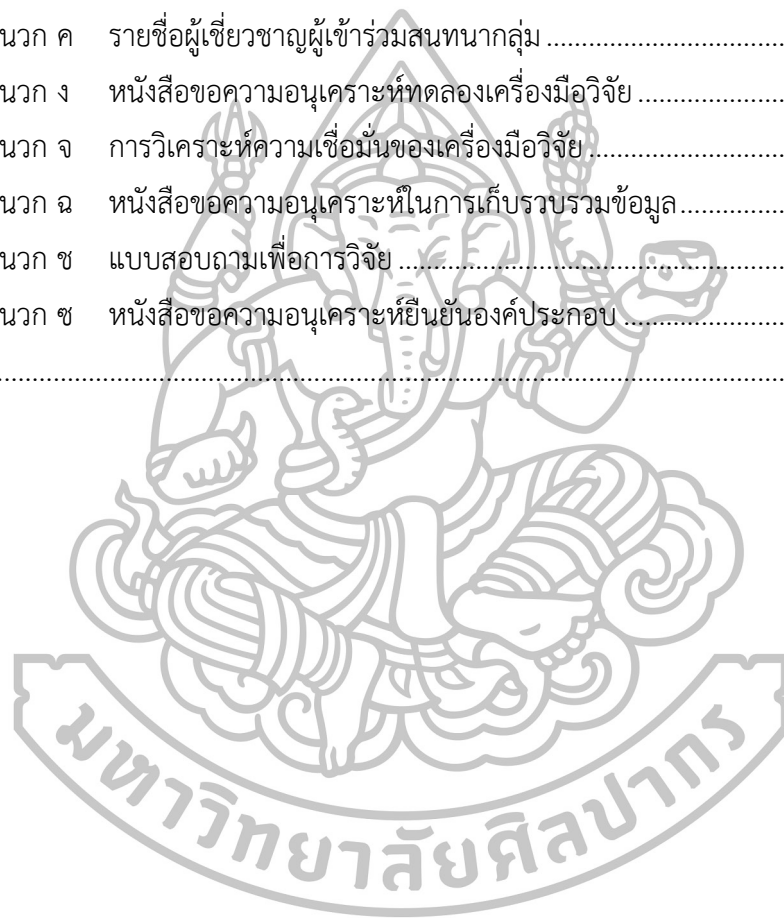 นวก ค รายชื่อผู้เชี่ยวชาญผู้เข้าร่วมสนทนากลุ่ม
นวก ง หนังสือขอความอนุเคราะห์ทดลองเครื่องมือวิจัย
นวก จ การวิเคราะห์ความเชื่อมั่นของเครื่องมือวิจัย
นวก ฉ หนังสือขอความอนุเคราะห์ในการเก็บรวบรวมข้อมูล
นวก ช แบบสอบถามเพื่อการวิจัย
นวก ซ หนังสือขอความอนุเคราะห์ยืนยันองค์ประกอบ
มหาวิทยาลัยศิลปากร